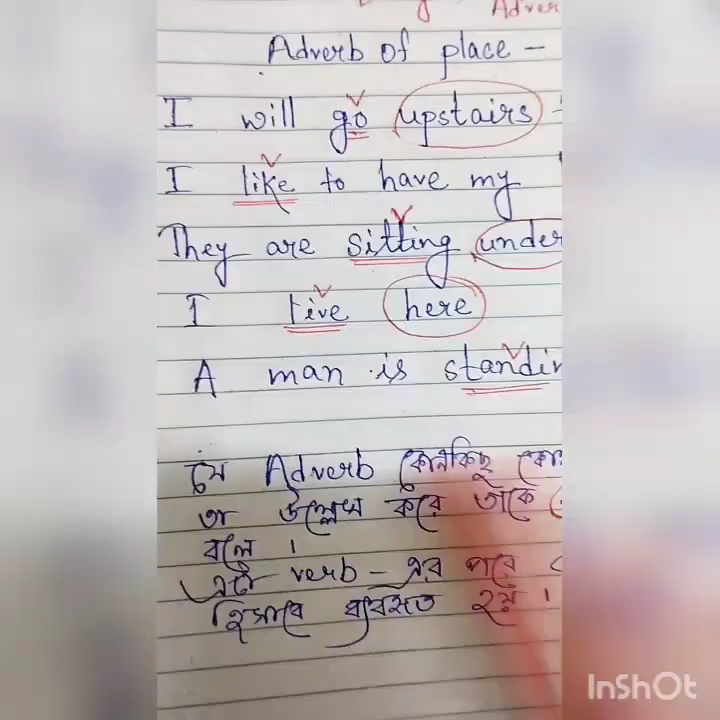 Adver
Adverb of place -
I will go upstairs -
I like to have my
They are sitting under
I live here
A man is standin
যে Adverb কোনকিছু কো
তা উল্লেখ করে তাকে
বলে ।
এটা verb - এর পরে
হিসাবে ব্যবহৃত হয় ।
InShOt